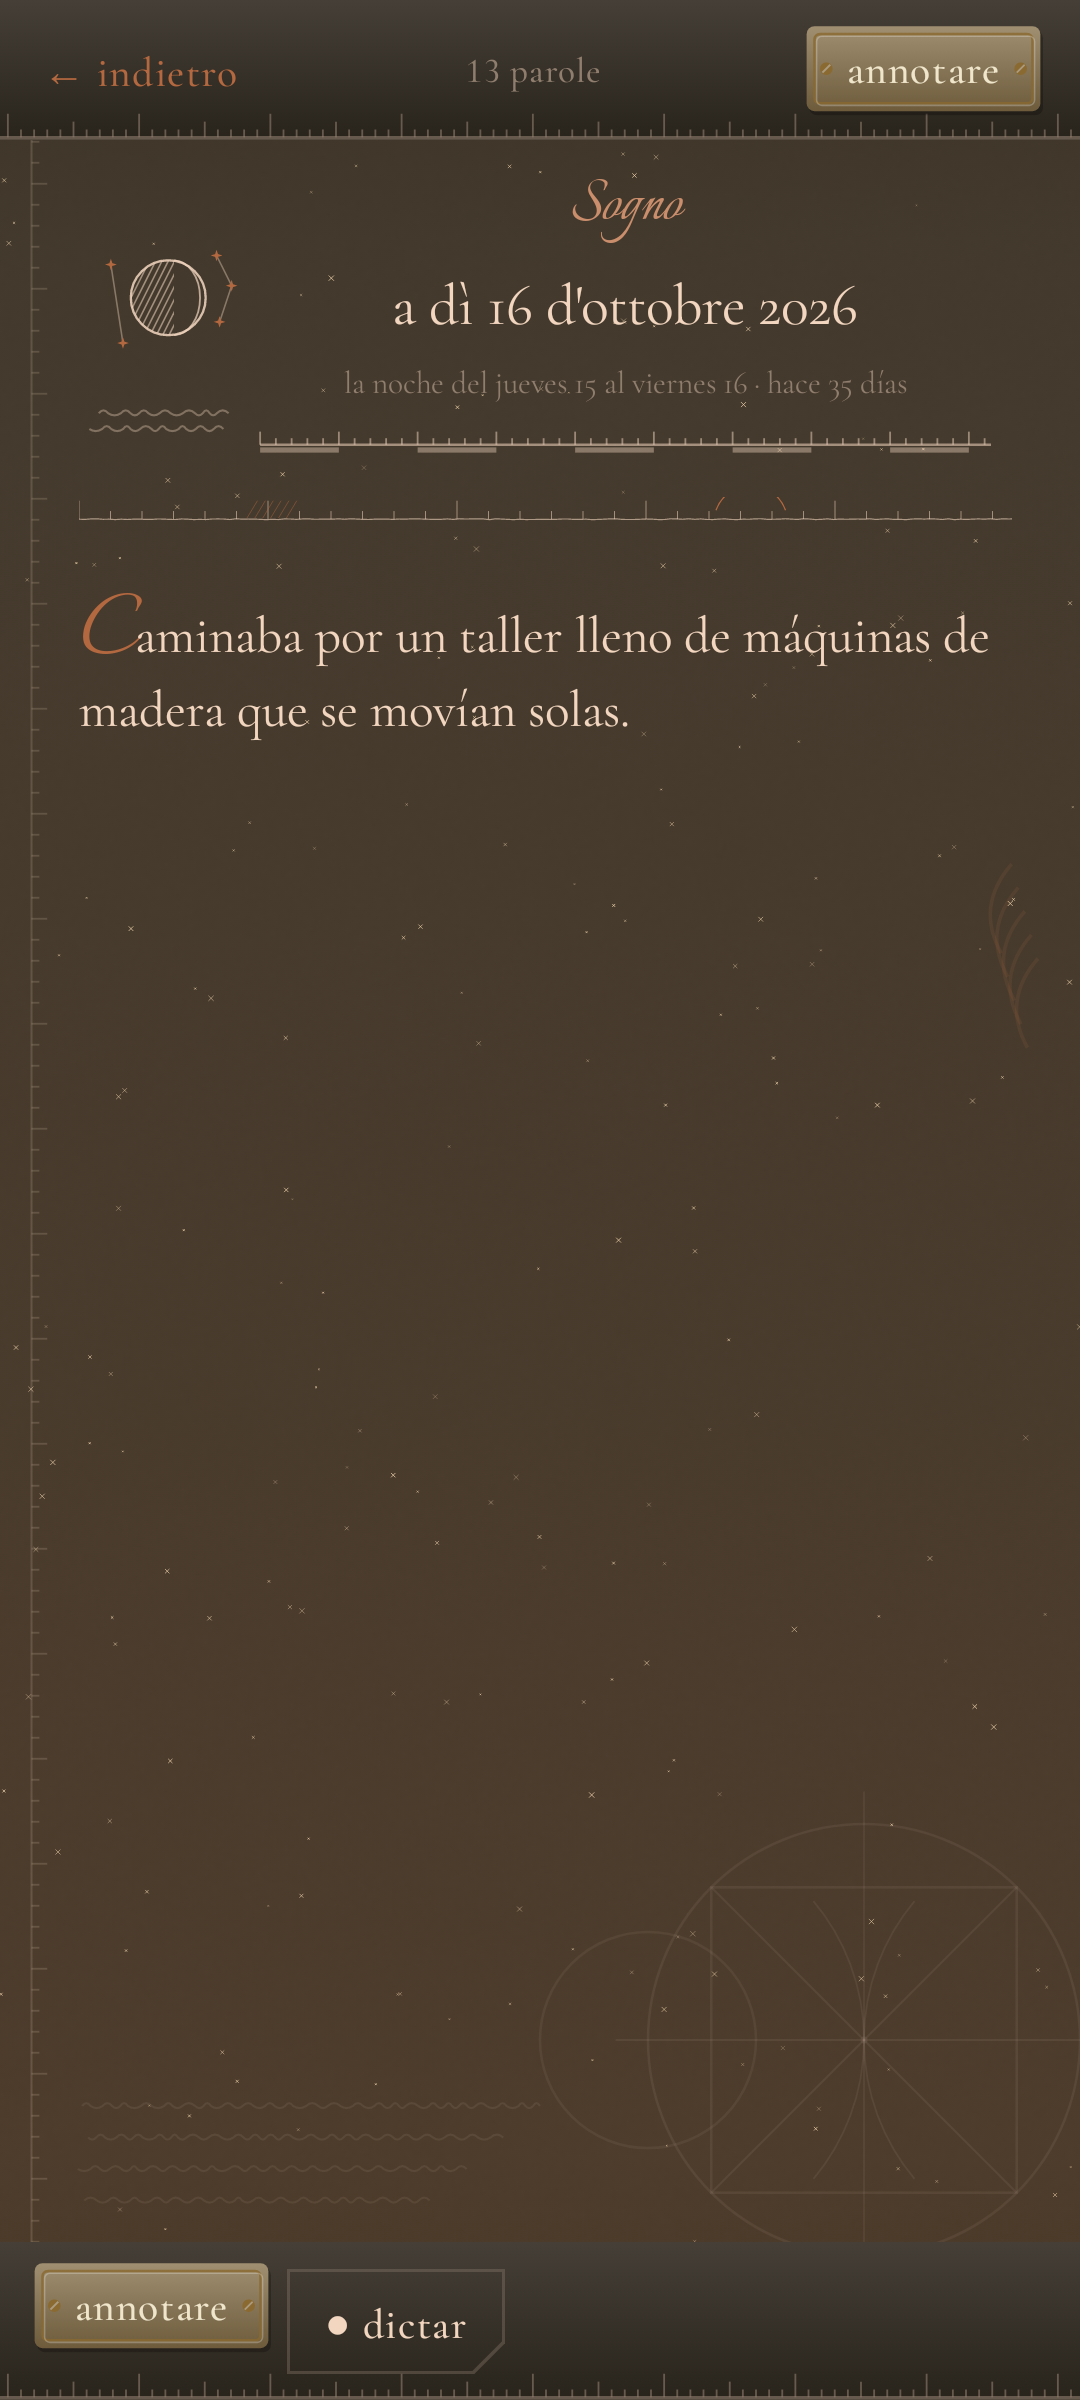 ← indietro
13 parole
annotare
Sogno
a dì 16 d'ottobre 2026
la noche del jueves 15 al viernes 16 · hace 35 días
Caminaba por un taller lleno de máquinas de
madera que se movían solas.
annotare
● dictar